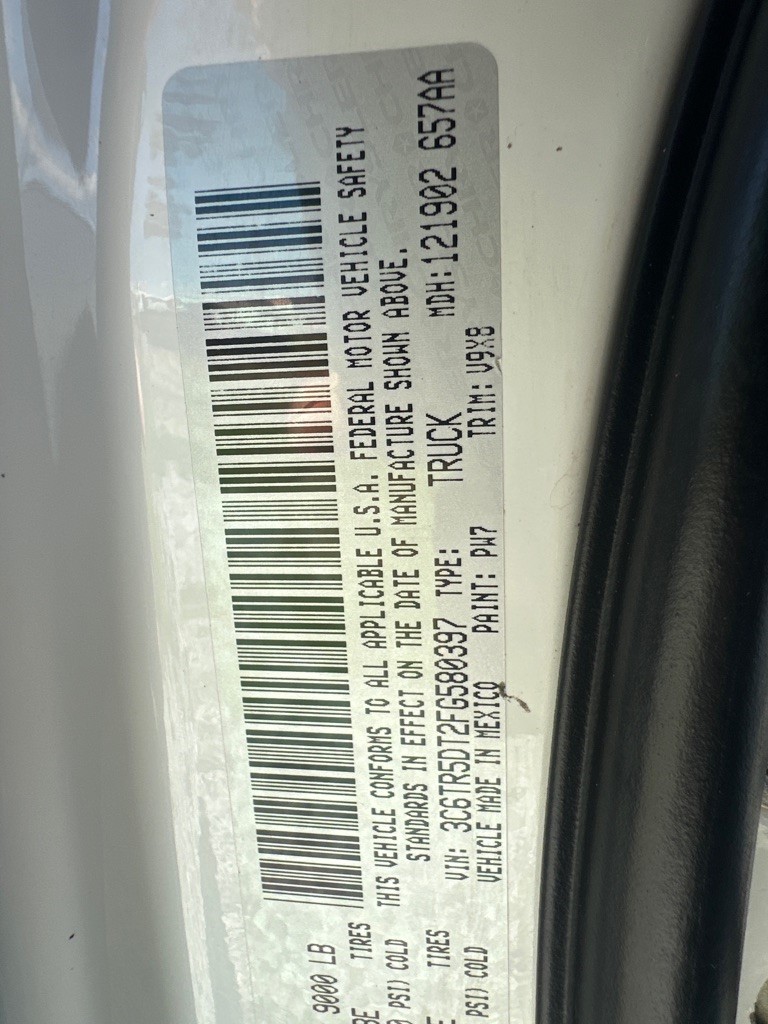 9000 LB
TIRES
PSI) COLD
TIRES
PSI) COLD
THIS VEHICLE CONFORMS TO ALL APPLICABLE U.S.A. FEDERAL MOTOR VEHICLE SAFETY
STANDARDS IN EFFECT ON THE DATE OF MANUFACTURE SHOWN ABOVE.
VIN: 3C6TR5DT2FG580397 TYPE: TRUCK MDH:121902 657AA
VEHICLE MADE IN MEXICO PAINT: PW7 TRIM: V9X8